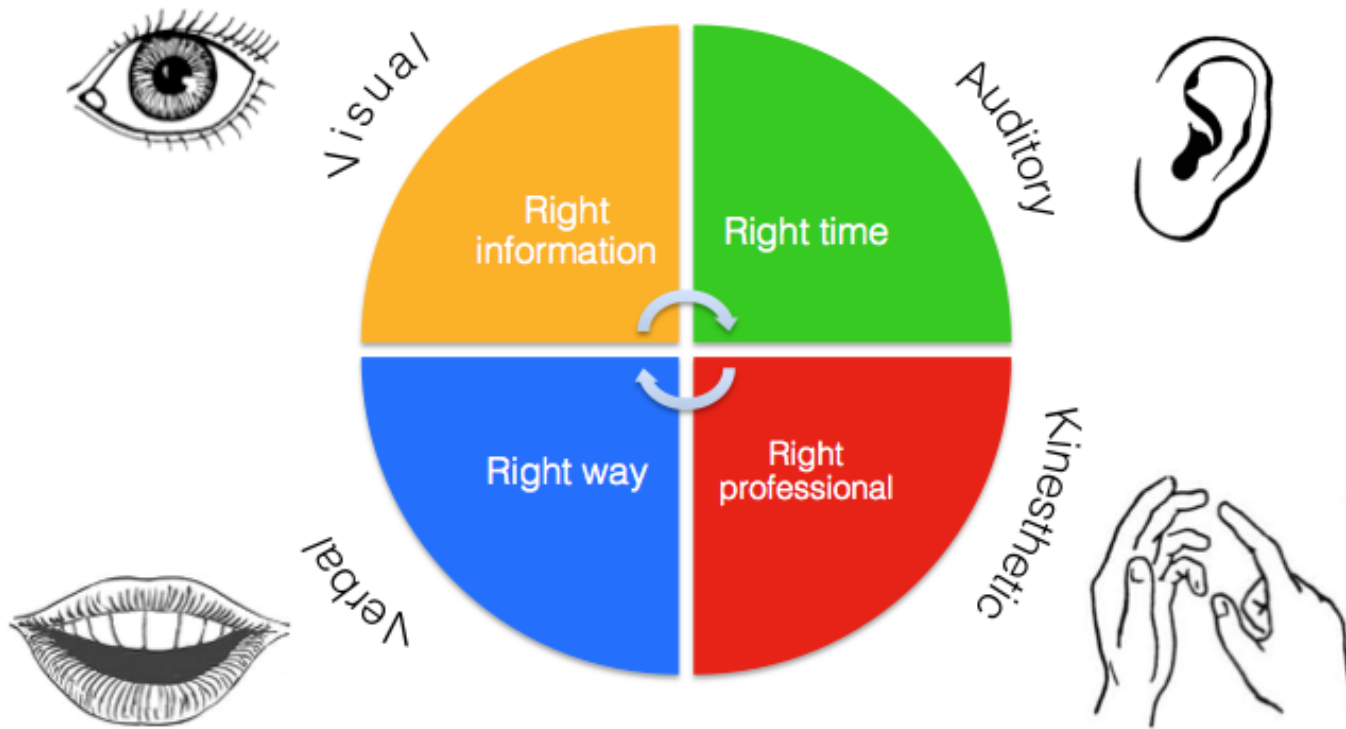 Visual
Auditory
Right
information
Right time
Right way
Right
professional
Verbal
Kinesthetic